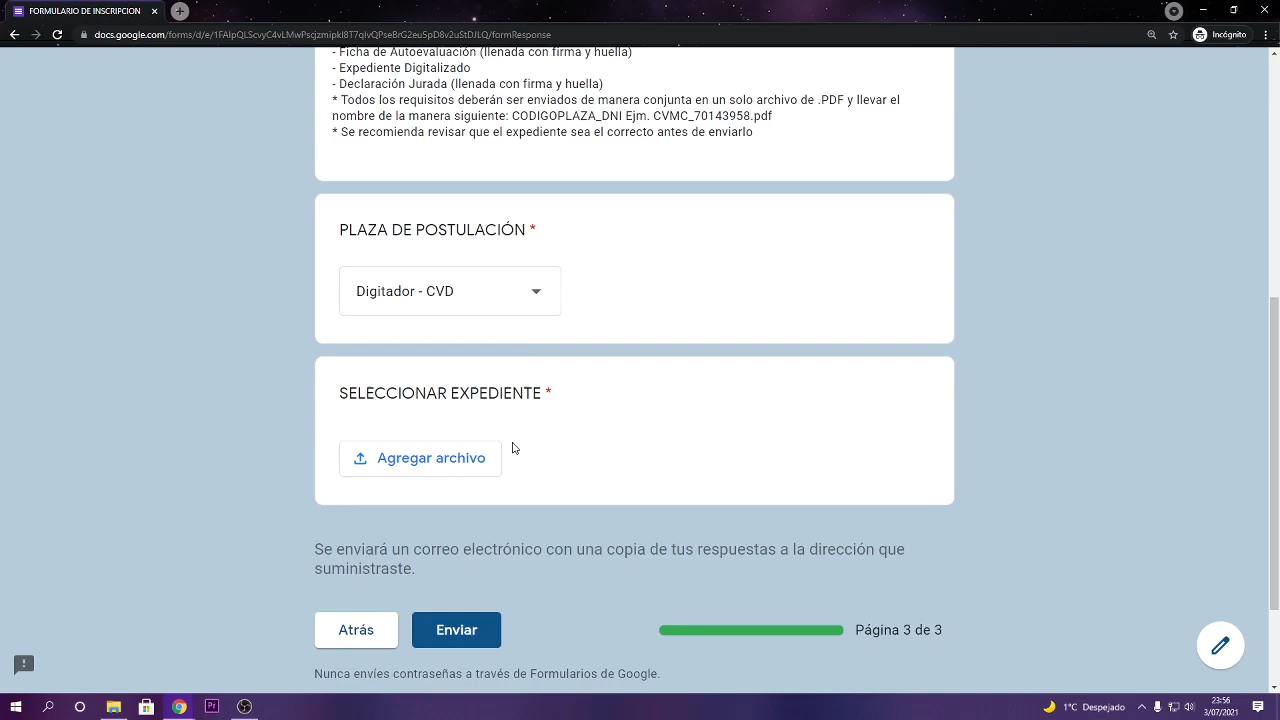 FORMULARIO DE INSCRIPCION
docs.google.com/forms/d/e/1FAIpQLScvyC4vLMwPsjzmipkl8T7qIvQPseBrG2eu5pD8v2uStDJLQ/formResponse
Incógnito
- Ficha de Autoevaluación (llenada con firma y huella)
- Expediente Digitalizado
- Declaración Jurada (llenada con firma y huella)
* Todos los requisitos deberán ser enviados de manera conjunta en un solo archivo de .PDF y llevar el
nombre de la manera siguiente: CODIGOPLAZA_DNI Ejm. CVMC_70143958.pdf
* Se recomienda revisar que el expediente sea el correcto antes de enviarlo
PLAZA DE POSTULACIÓN *
Digitador - CVD
SELECCIONAR EXPEDIENTE *
Agregar archivo
Se enviará un correo electrónico con una copia de tus respuestas a la dirección que
suministraste.
Atrás
Enviar
Página 3 de 3
Nunca envíes contraseñas a través de Formularios de Google.
Pr
1°C Despejado
23:56
3/07/2021